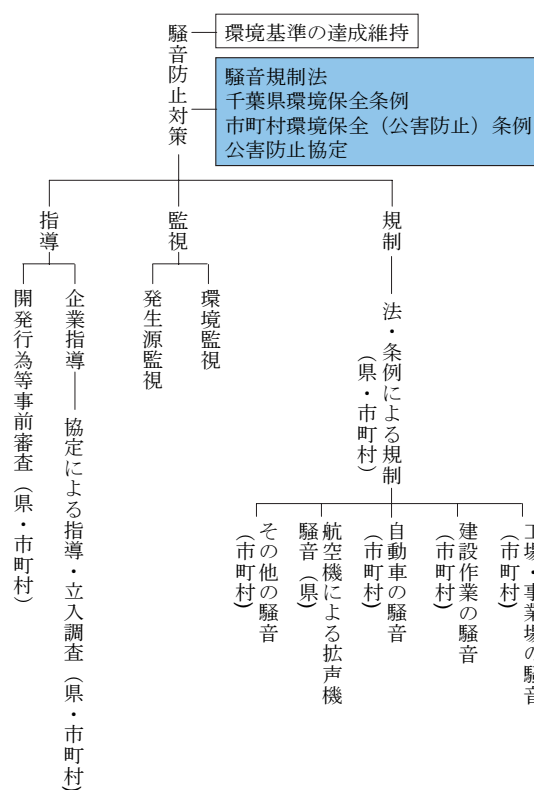 騒音防止対策
環境基準の達成維持
騒音規制法
千葉県環境保全条例
市町村環境保全（公害防止）条例
公害防止協定
規制
法・条例による規制
（県・市町村）
工場・事業場の騒音
（市町村）
建設作業の騒音
（市町村）
自動車の騒音
（市町村）
航空機による拡声機
騒音（県）
その他の騒音
（市町村）
監視
環境監視
発生源監視
指導
企業指導
協定による指導・立入調査（県・市町村）
開発行為等事前審査（県・市町村）